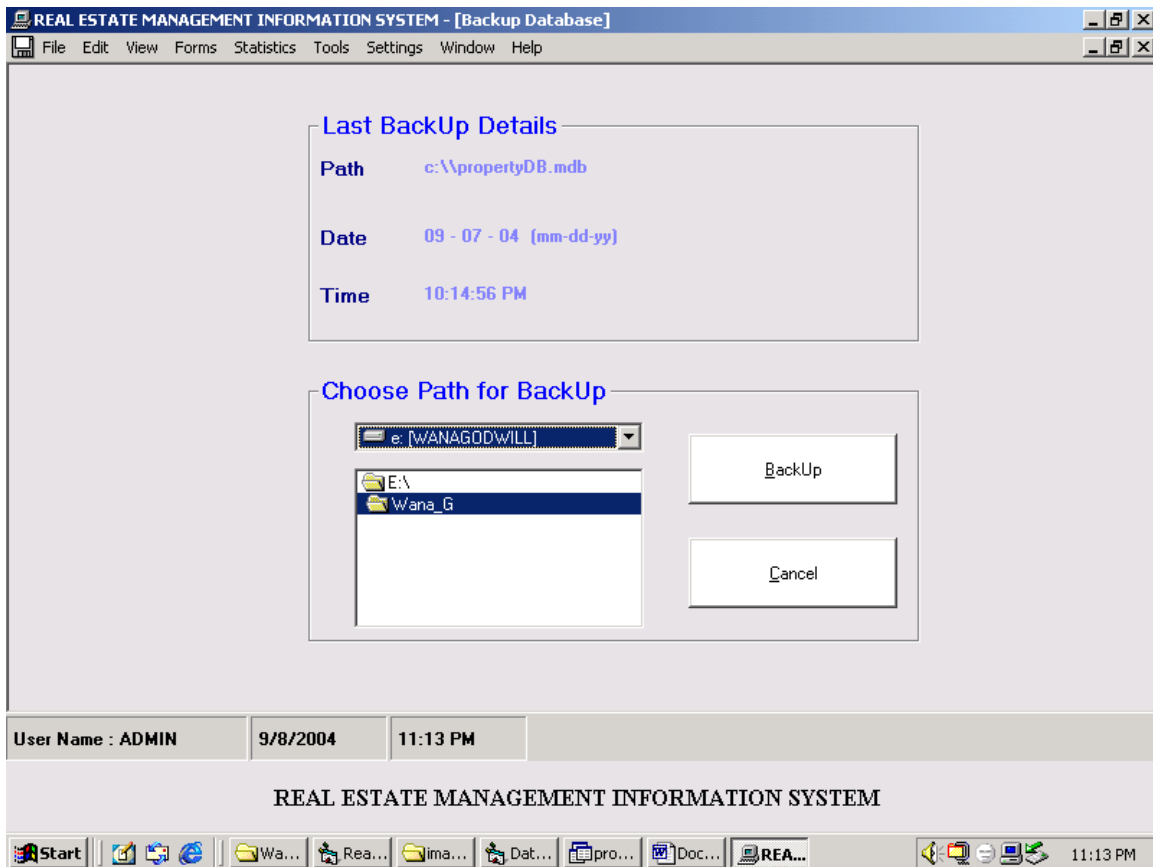 REAL ESTATE MANAGEMENT INFORMATION SYSTEM - [Backup Database]
File Edit View Forms Statistics Tools Settings Window Help
Last BackUp Details
Path c:\\propertyDB.mdb
Date 09 - 07 - 04 (mm-dd-yy)
Time 10:14:56 PM
Choose Path for BackUp
e: [WANAGODWILL]
E:\
Wana_G
BackUp
Cancel
User Name : ADMIN 9/8/2004 11:13 PM
REAL ESTATE MANAGEMENT INFORMATION SYSTEM
Start Wa... Rea... ima... Dat... pro... Doc... REA... 11:13 PM